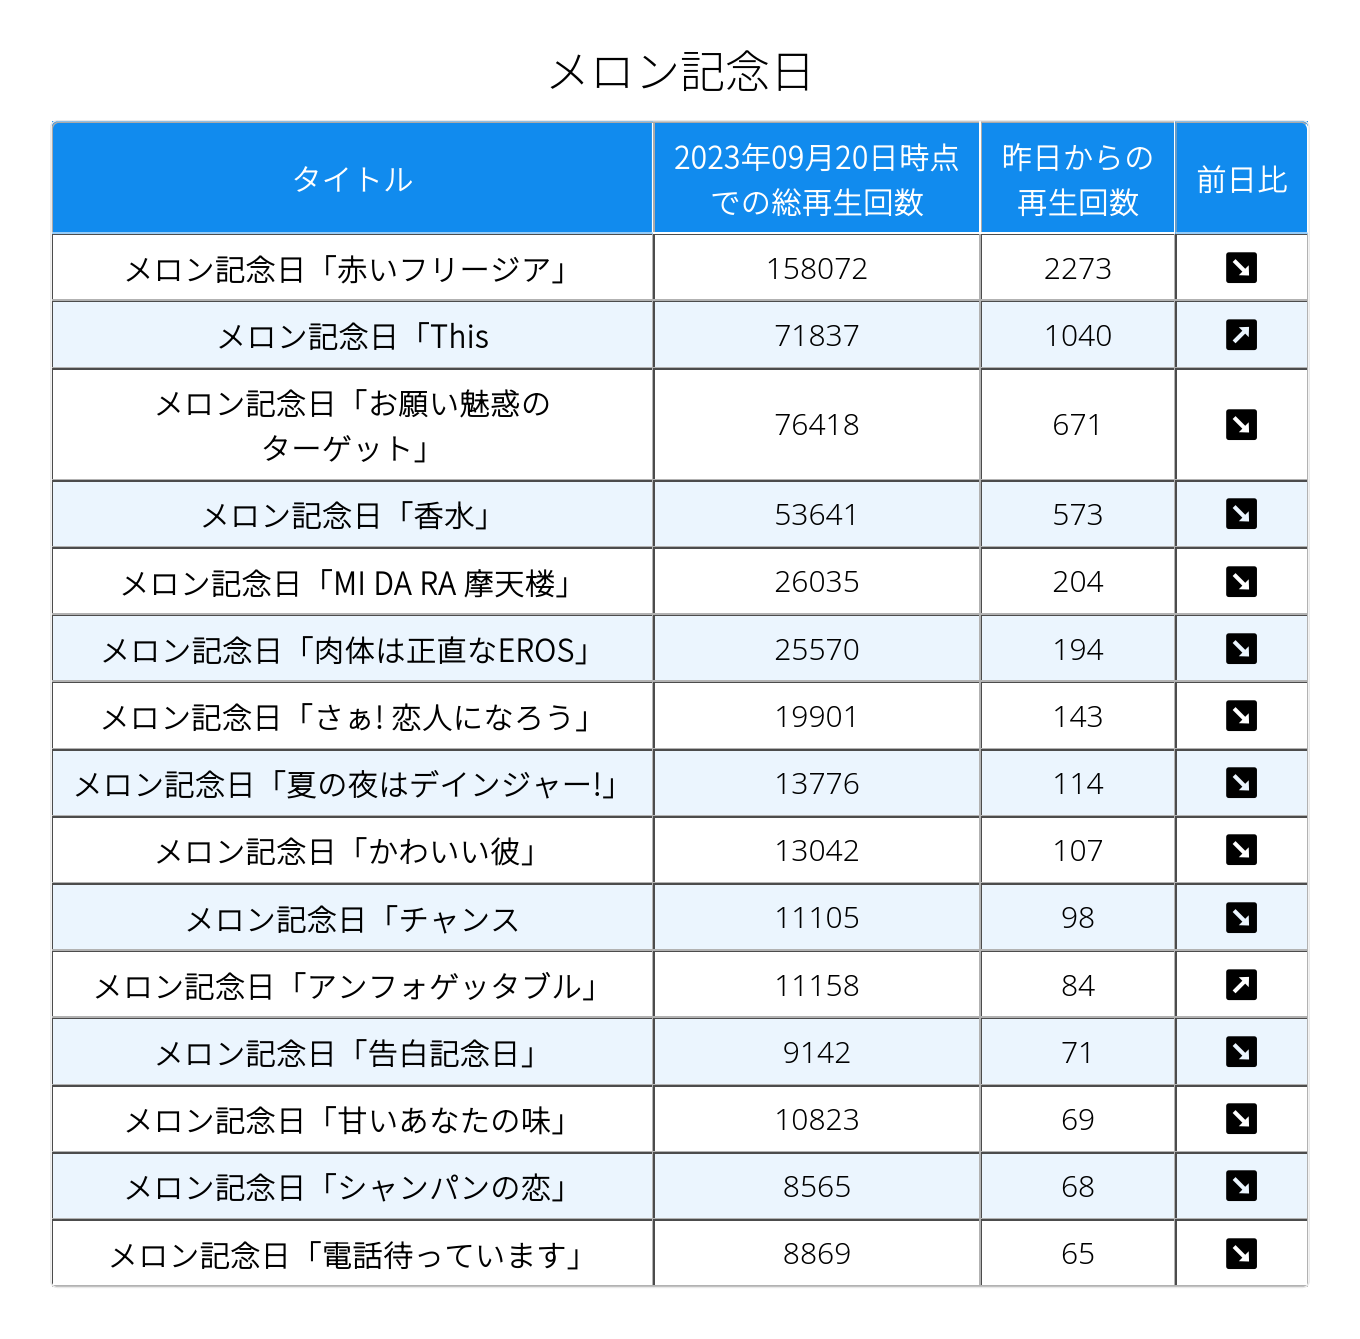 メロン記念日
タイトル
2023年09月20日時点
での総再生回数
昨日からの
再生回数
前日比
メロン記念日「赤いフリージア」 158072 2273
メロン記念日「This 71837 1040
メロン記念日「お願い魅惑の
ターゲット」 76418 671
メロン記念日「香水」 53641 573
メロン記念日「MI DA RA 摩天楼」 26035 204
メロン記念日「肉体は正直なEROS」 25570 194
メロン記念日「さぁ! 恋人になろう」 19901 143
メロン記念日「夏の夜はデインジャー!」 13776 114
メロン記念日「かわいい彼」 13042 107
メロン記念日「チャンス 11105 98
メロン記念日「アンフォゲッタブル」 11158 84
メロン記念日「告白記念日」 9142 71
メロン記念日「甘いあなたの味」 10823 69
メロン記念日「シャンパンの恋」 8565 68
メロン記念日「電話待っています」 8869 65